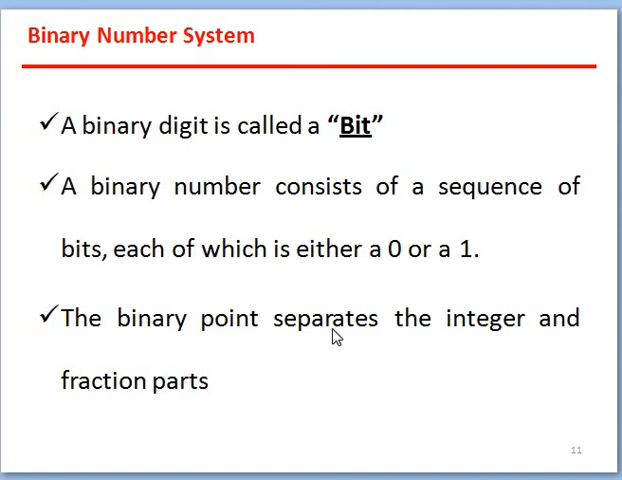 Binary Number System
✓A binary digit is called a “Bit”
✓A binary number consists of a sequence of
bits, each of which is either a 0 or a 1.
✓The binary point separates the integer and
fraction parts
11